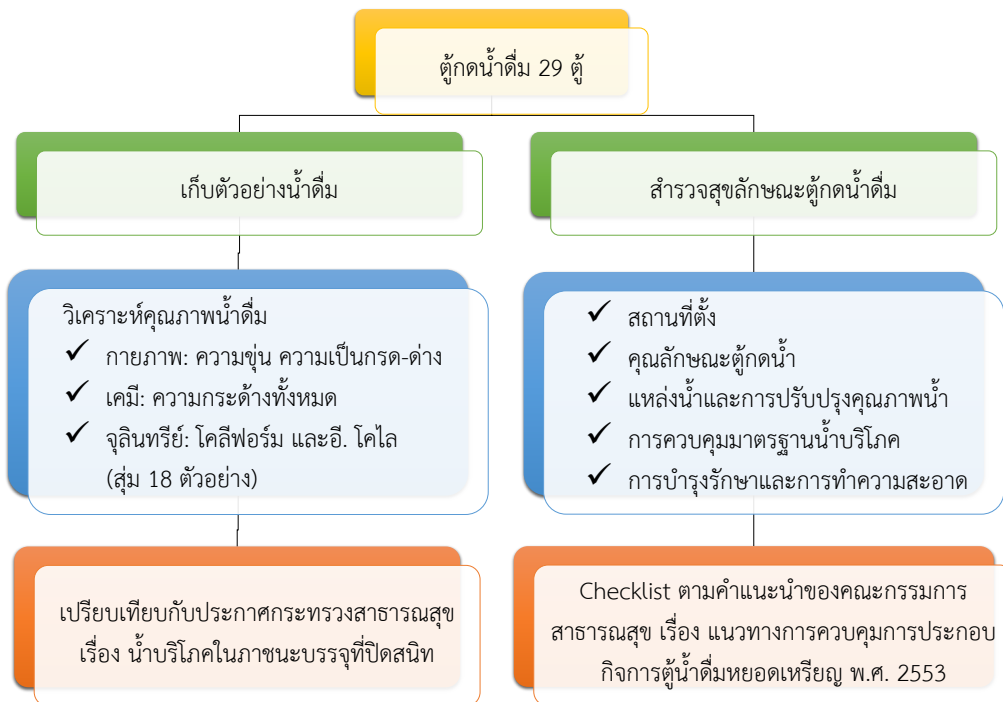 ตู้กดน้ำดื่ม 29 ตู้
เก็บตัวอย่างน้ำดื่ม
สำรวจสุขลักษณะตู้กดน้ำดื่ม
วิเคราะห์คุณภาพน้ำดื่ม
✓ กายภาพ: ความขุ่น ความเป็นกรด-ด่าง
✓ เคมี: ความกระด้างทั้งหมด
✓ จุลินทรีย์: โคลีฟอร์ม และอี. โคไล
(สุ่ม 18 ตัวอย่าง)
✓ สถานที่ตั้ง
✓ คุณลักษณะตู้กดน้ำ
✓ แหล่งน้ำและการปรับปรุงคุณภาพน้ำ
✓ การควบคุมมาตรฐานน้ำบริโภค
✓ การบำรุงรักษาและการทำความสะอาด
เปรียบเทียบกับประกาศกระทรวงสาธารณสุข
เรื่อง น้ำบริโภคในภาชนะบรรจุที่ปิดสนิท
Checklist ตามคำแนะนำของคณะกรรมการ
สาธารณสุข เรื่อง แนวทางการควบคุมการประกอบ
กิจการตู้น้ำดื่มหยอดเหรียญ พ.ศ. 2553